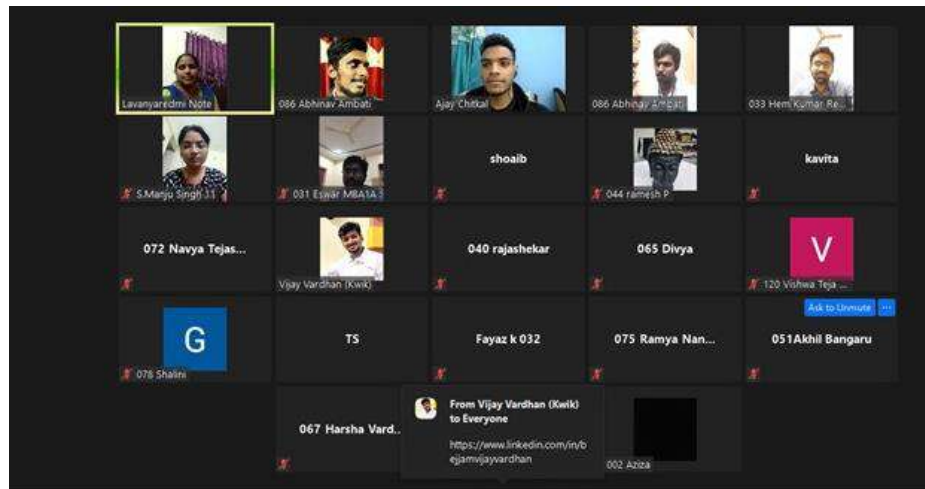 Lavanyaredmi Note
086 Abhinav Ambati
Ajay Chitkal
086 Abhinav Ambati
033 Hem Kumar Re...
S.Manju Singh 11
031 Eswar MBA1A
shoaib
044 ramesh P
kavita
072 Navya Tejas...
Vijay Vardhan (Kwik)
040 rajashekar
065 Divya
V
120 Vishwa Teja ...
Ask to Unmute
...
G
078 Shalini
TS
Fayaz k 032
075 Ramya Nan...
051Akhil Bangaru
067 Harsha Vard..
From Vijay Vardhan (Kwik)
to Everyone
https://www.linkedin.com/in/b
ejjamvijayvardhan
002 Aziza